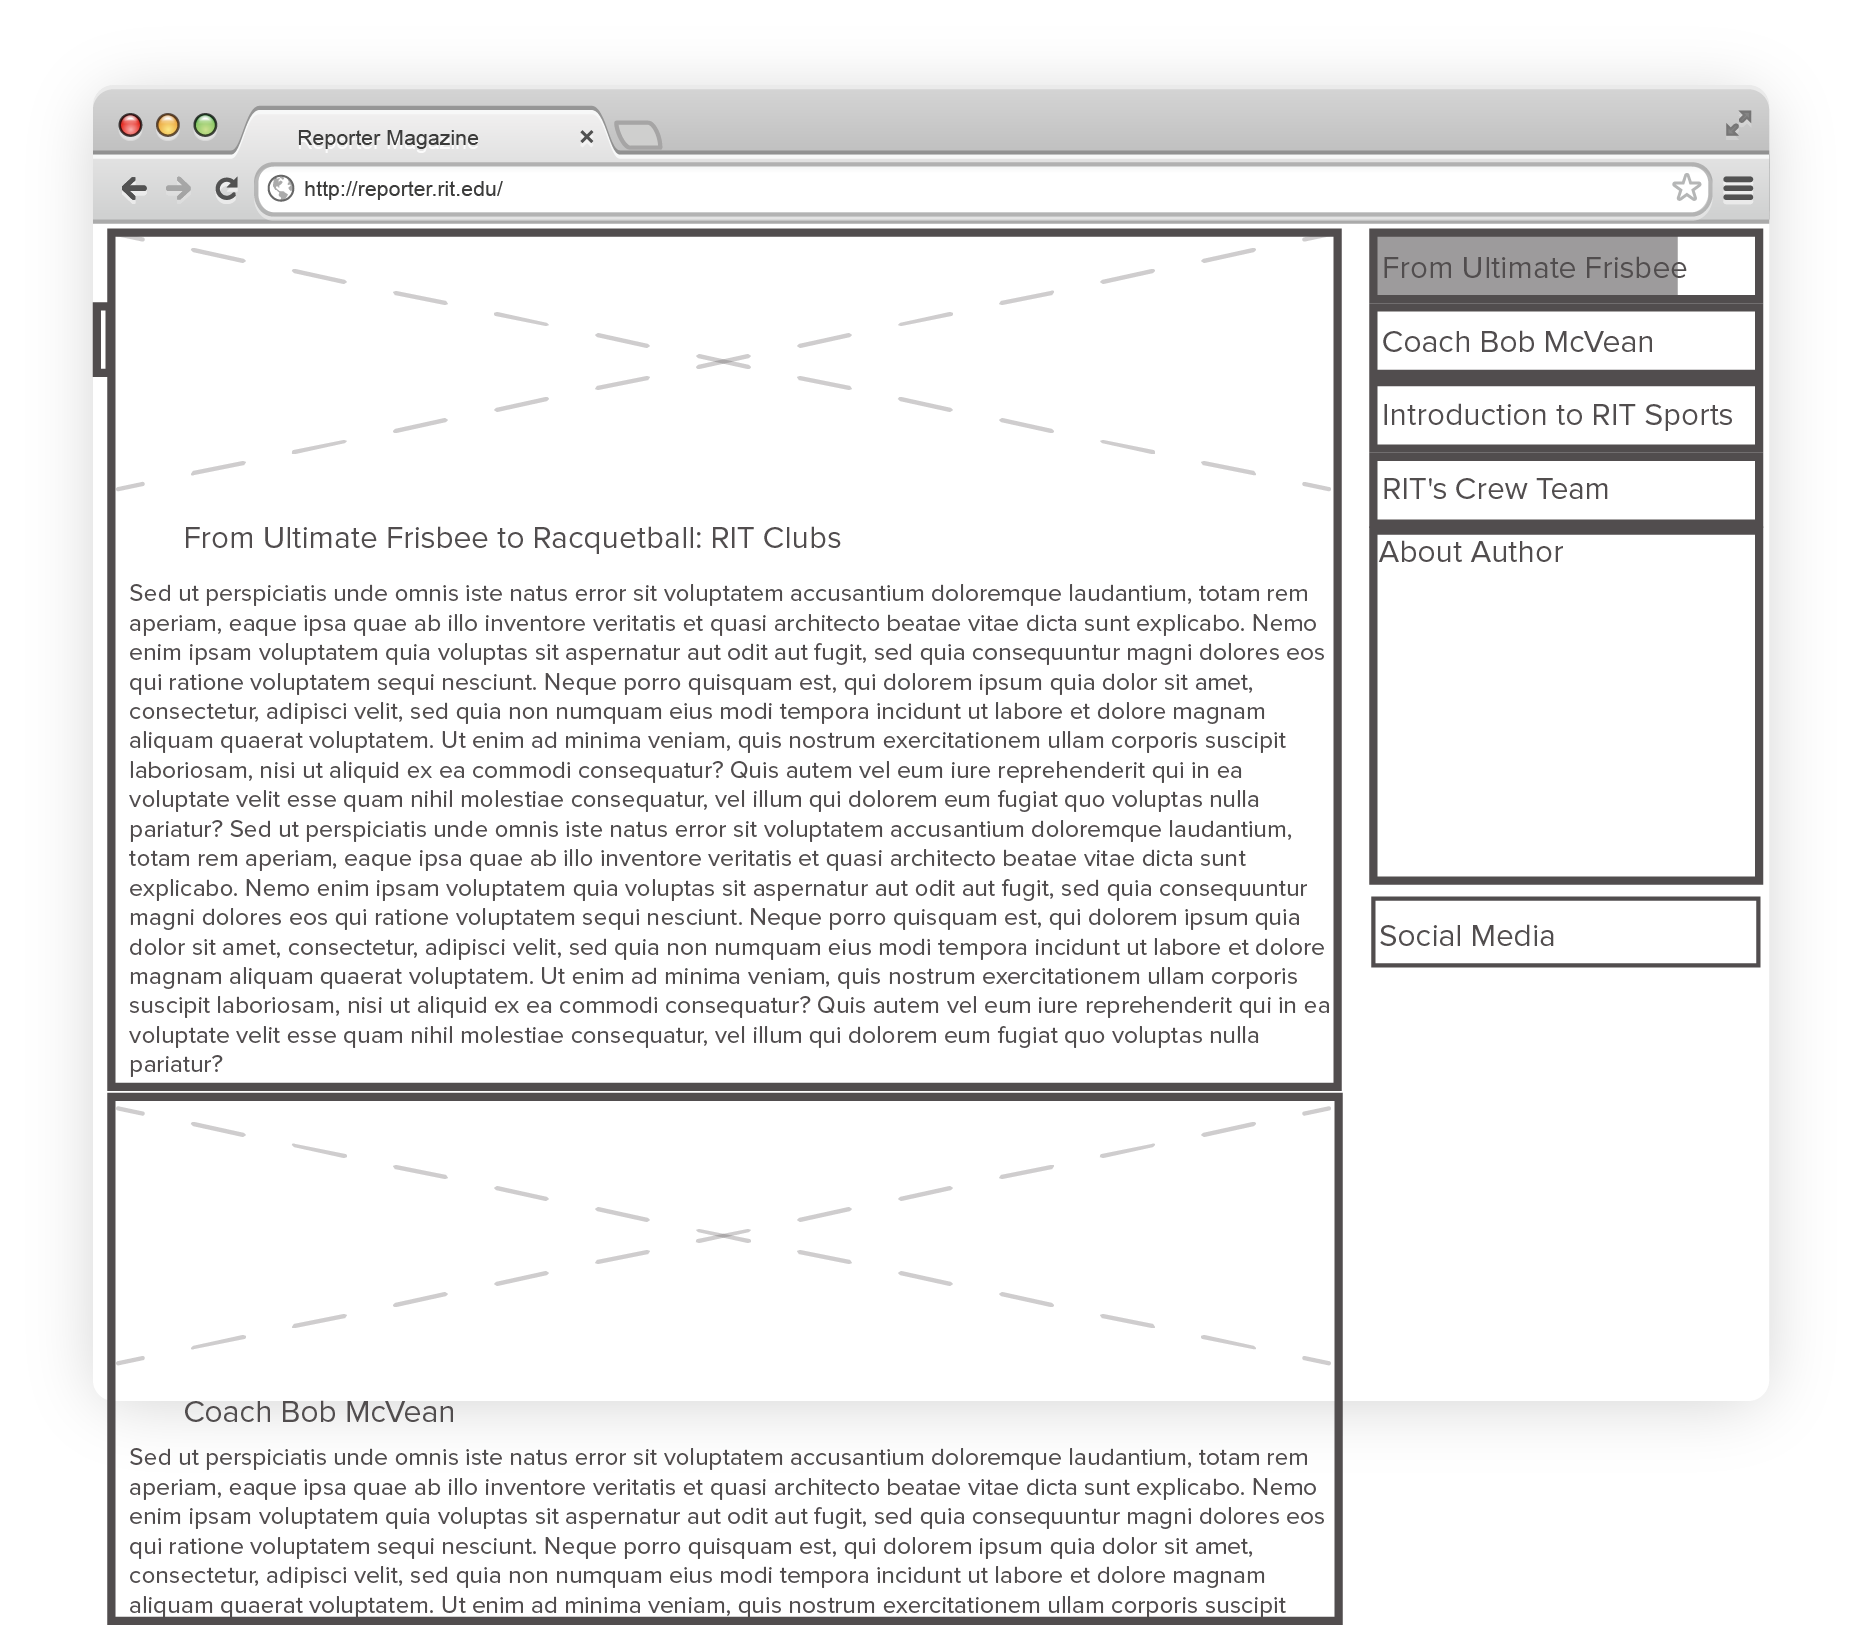 Reporter Magazine
http://reporter.rit.edu/
From Ultimate Frisbee to Racquetball: RIT Clubs
Sed ut perspiciatis unde omnis iste natus error sit voluptatem accusantium doloremque laudantium, totam rem
aperiam, eaque ipsa quae ab illo inventore veritatis et quasi architecto beatae vitae dicta sunt explicabo. Nemo
enim ipsam voluptatem quia voluptas sit aspernatur aut odit aut fugit, sed quia consequuntur magni dolores eos
qui ratione voluptatem sequi nesciunt. Neque porro quisquam est, qui dolorem ipsum quia dolor sit amet,
consectetur, adipisci velit, sed quia non numquam eius modi tempora incidunt ut labore et dolore magnam
aliquam quaerat voluptatem. Ut enim ad minima veniam, quis nostrum exercitationem ullam corporis suscipit
laboriosam, nisi ut aliquid ex ea commodi consequatur? Quis autem vel eum iure reprehenderit qui in ea
voluptate velit esse quam nihil molestiae consequatur, vel illum qui dolorem eum fugiat quo voluptas nulla
pariatur? Sed ut perspiciatis unde omnis iste natus error sit voluptatem accusantium doloremque laudantium,
totam rem aperiam, eaque ipsa quae ab illo inventore veritatis et quasi architecto beatae vitae dicta sunt
explicabo. Nemo enim ipsam voluptatem quia voluptas sit aspernatur aut odit aut fugit, sed quia consequuntur
magni dolores eos qui ratione voluptatem sequi nesciunt. Neque porro quisquam est, qui dolorem ipsum quia
dolor sit amet, consectetur, adipisci velit, sed quia non numquam eius modi tempora incidunt ut labore et dolore
magnam aliquam quaerat voluptatem. Ut enim ad minima veniam, quis nostrum exercitationem ullam corporis
suscipit laboriosam, nisi ut aliquid ex ea commodi consequatur? Quis autem vel eum iure reprehenderit qui in ea
voluptate velit esse quam nihil molestiae consequatur, vel illum qui dolorem eum fugiat quo voluptas nulla
pariatur?
Coach Bob McVean
Sed ut perspiciatis unde omnis iste natus error sit voluptatem accusantium doloremque laudantium, totam rem
aperiam, eaque ipsa quae ab illo inventore veritatis et quasi architecto beatae vitae dicta sunt explicabo. Nemo
enim ipsam voluptatem quia voluptas sit aspernatur aut odit aut fugit, sed quia consequuntur magni dolores eos
qui ratione voluptatem sequi nesciunt. Neque porro quisquam est, qui dolorem ipsum quia dolor sit amet,
consectetur, adipisci velit, sed quia non numquam eius modi tempora incidunt ut labore et dolore magnam
aliquam quaerat voluptatem. Ut enim ad minima veniam, quis nostrum exercitationem ullam corporis suscipit
From Ultimate Frisbee
Coach Bob McVean
Introduction to RIT Sports
RIT's Crew Team
About Author
Social Media